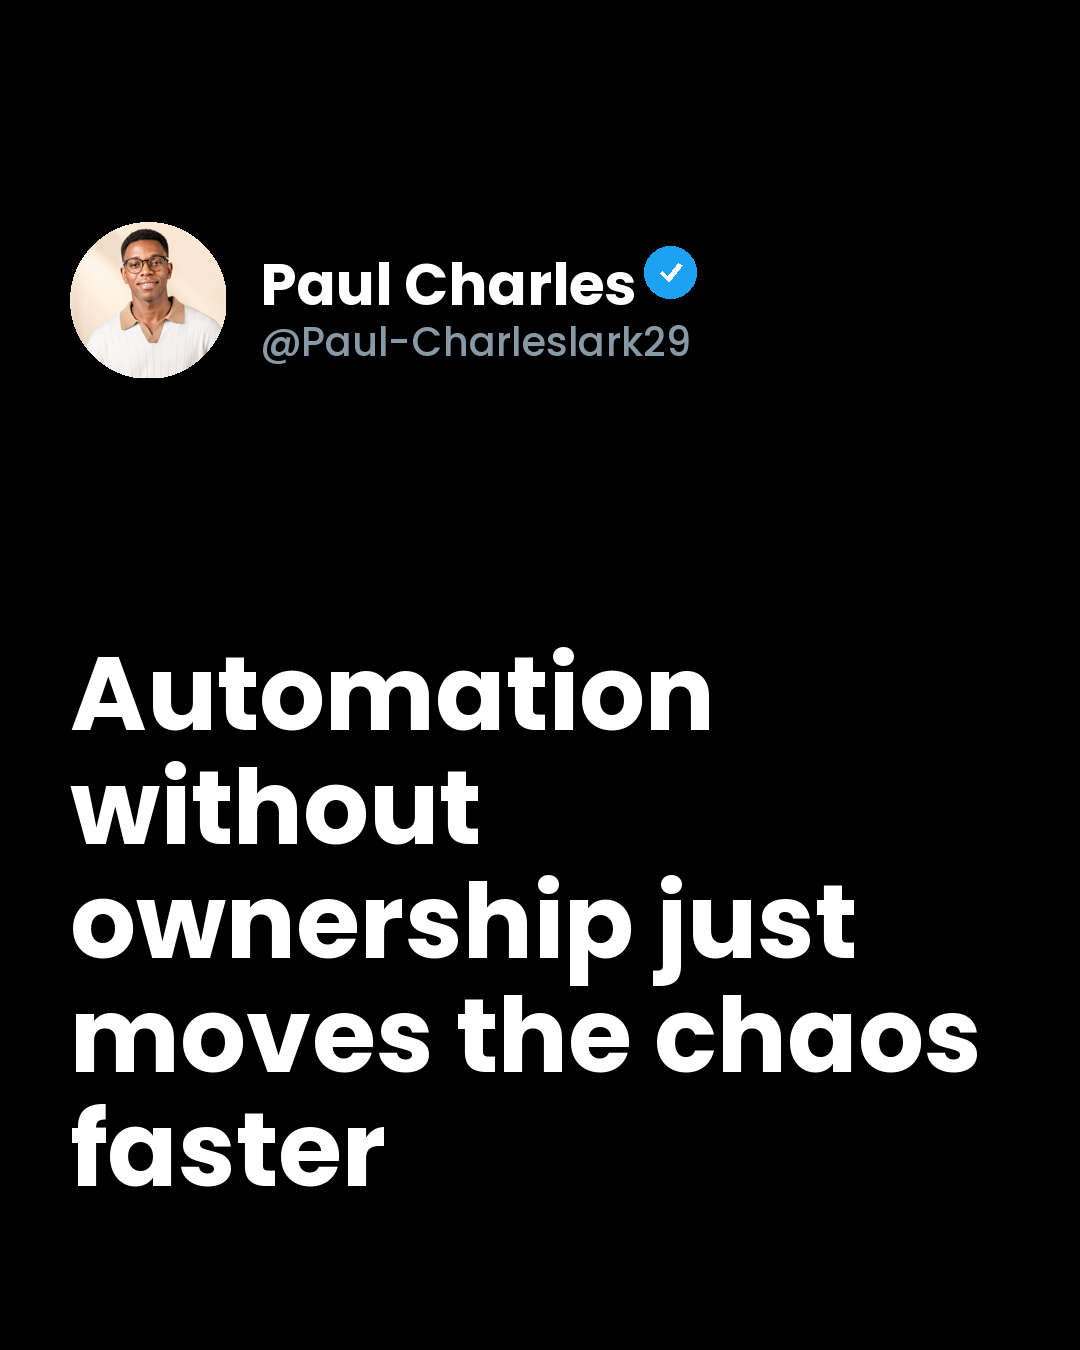 Paul Charles
@Paul-Charleslark29
Automation
without
ownership just
moves the chaos
faster